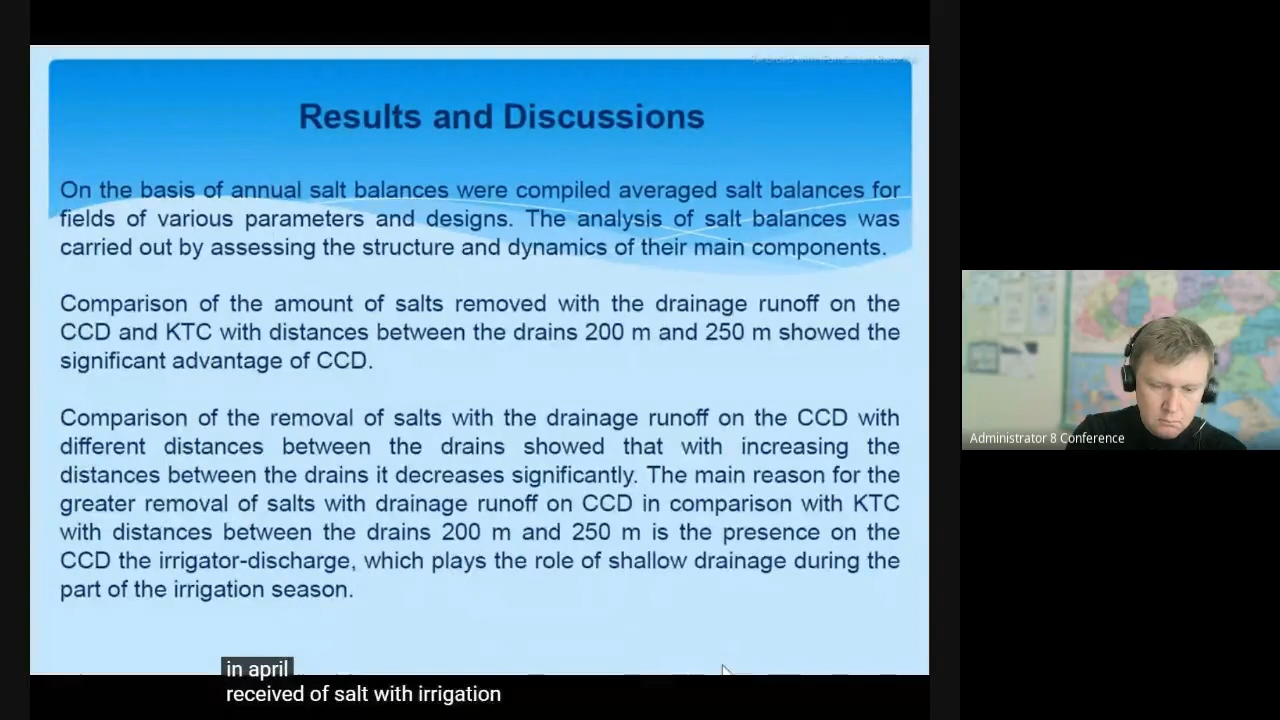 Results and Discussions
On the basis of annual salt balances were compiled averaged salt balances for
fields of various parameters and designs. The analysis of salt balances was
carried out by assessing the structure and dynamics of their main components.
Comparison of the amount of salts removed with the drainage runoff on the
CCD and KTC with distances between the drains 200 m and 250 m showed the
significant advantage of CCD.
Comparison of the removal of salts with the drainage runoff on the CCD with
different distances between the drains showed that with increasing the
distances between the drains it decreases significantly. The main reason for the
greater removal of salts with drainage runoff on CCD in comparison with KTC
with distances between the drains 200 m and 250 m is the presence on the
CCD the irrigator-discharge, which plays the role of shallow drainage during the
part of the irrigation season.
in april
received of salt with irrigation
Administrator 8 Conference